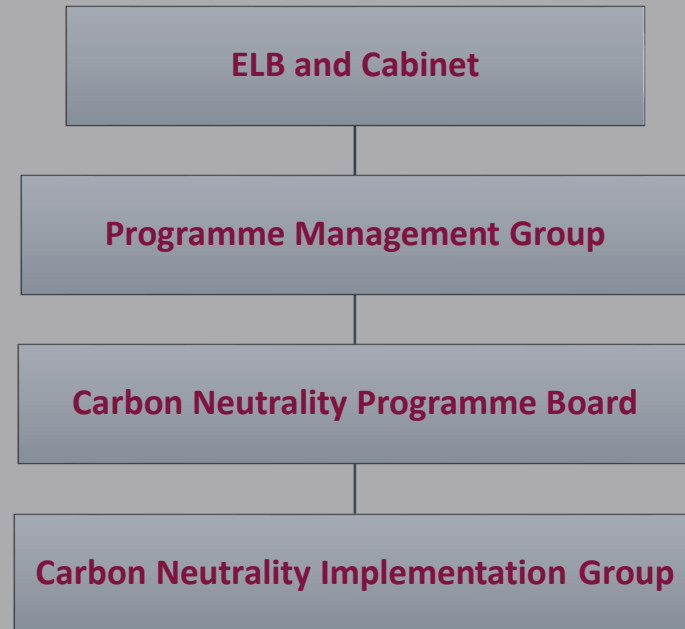 ELB and Cabinet
Programme Management Group
Carbon Neutrality Programme Board
Carbon Neutrality Implementation Group